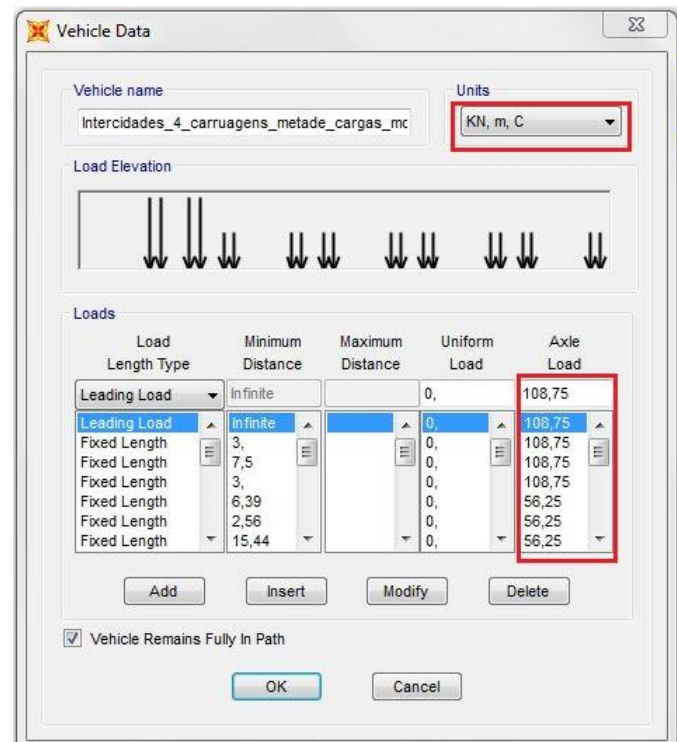 Vehicle Data
Vehicle name
Units
Intercidades_4_carruagens_metade_cargas_mc
KN, m, C
Load Elevation
Loads
Load Length Type Minimum Distance Maximum Distance Uniform Load Axle Load
Leading Load Infinite 0, 108,75
Leading Load Infinite 0, 108,75
Fixed Length 3, 0, 108,75
Fixed Length 7,5 0, 108,75
Fixed Length 3, 0, 108,75
Fixed Length 6,39 0, 56,25
Fixed Length 2,56 0, 56,25
Fixed Length 15,44 0, 56,25
Add Insert Modify Delete
Vehicle Remains Fully In Path
OK Cancel